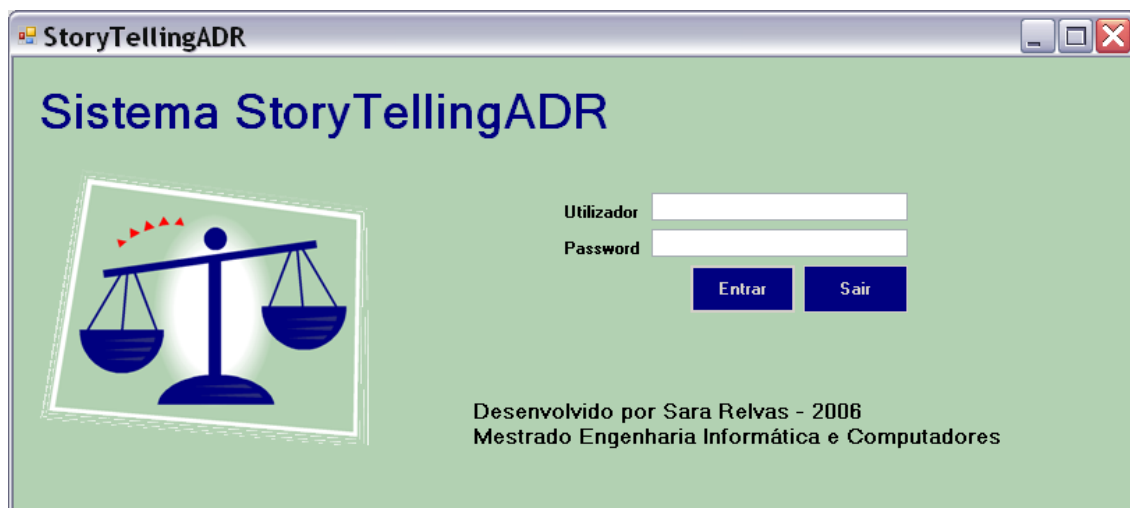 StoryTellingADR
Sistema StoryTellingADR
Utilizador
Password
Entrar Sair
Desenvolvido por Sara Relvas - 2006
Mestrado Engenharia Informática e Computadores